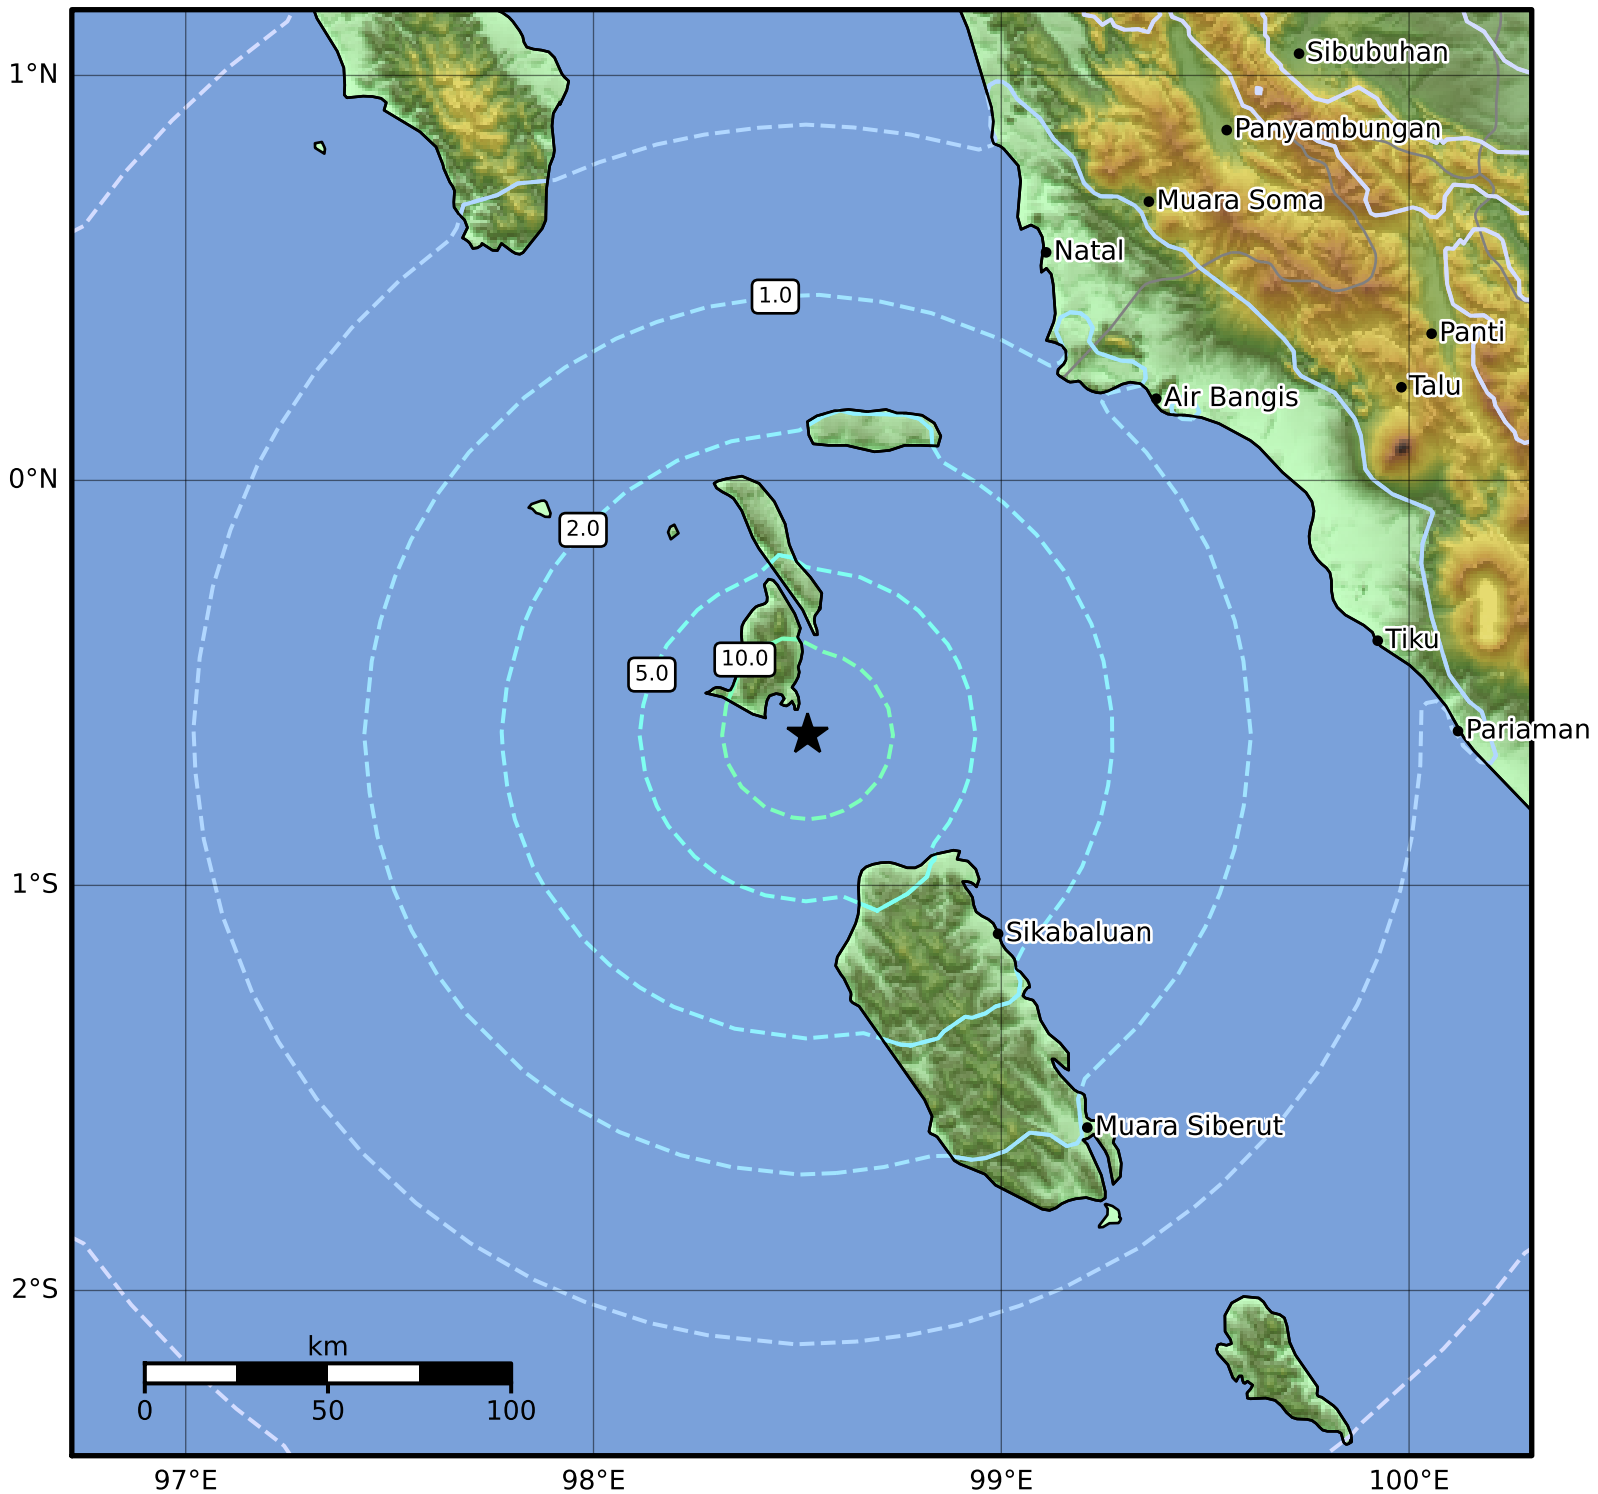 Sibubuhan
1°N
Panyambungan
Muara Soma
Natal
1.0
Panti
Talu
Air Bangis
0°N
2.0
Tiku
10.0
5.0
Pariaman
1°S
Sikabaluan
Muara Siberut
2°S
km
0 50 100
97°E 98°E 99°E 100°E